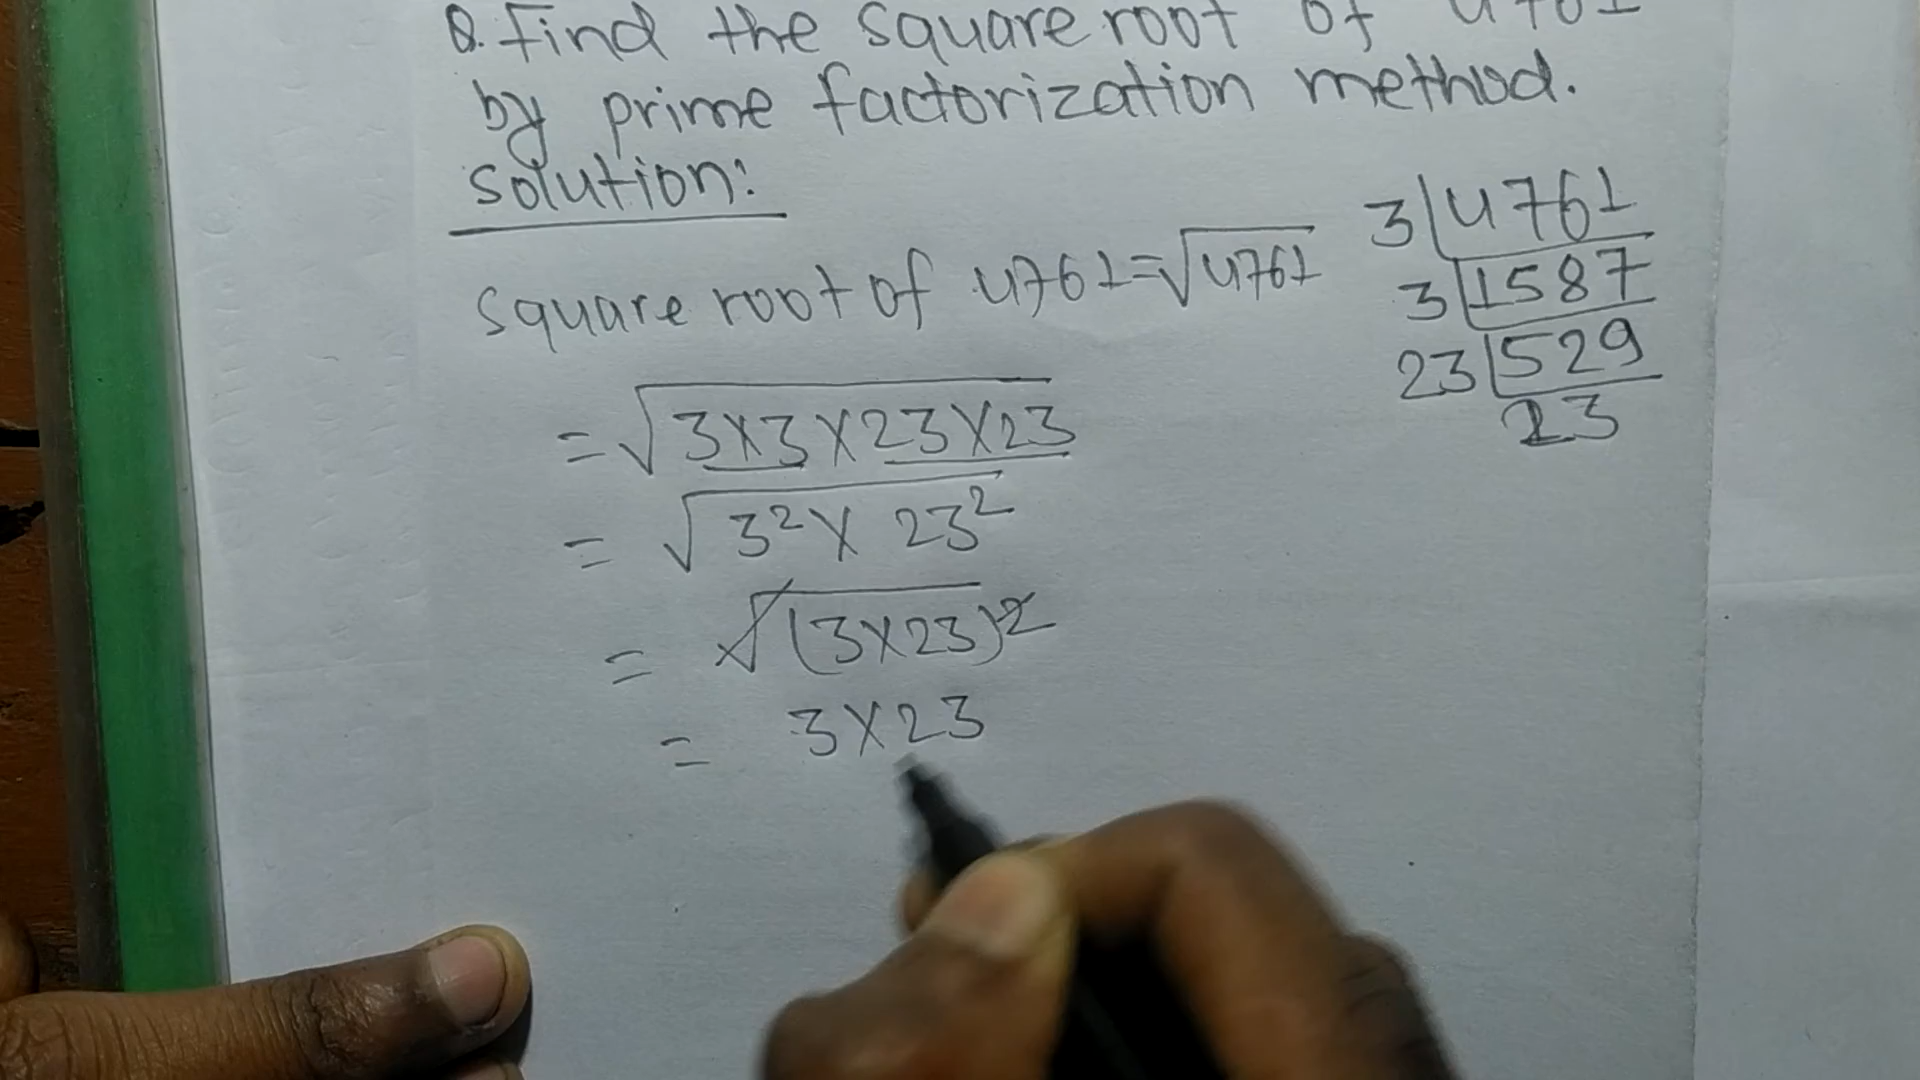 Q. Find the square root of 4761
by prime factorization method.
solution:
square root of 4761 = √4761
= √3×3×23×23
= √3²× 23²
= √(3×23)²
= 3×23
3 | 4761
3 | 1587
23 | 529
23